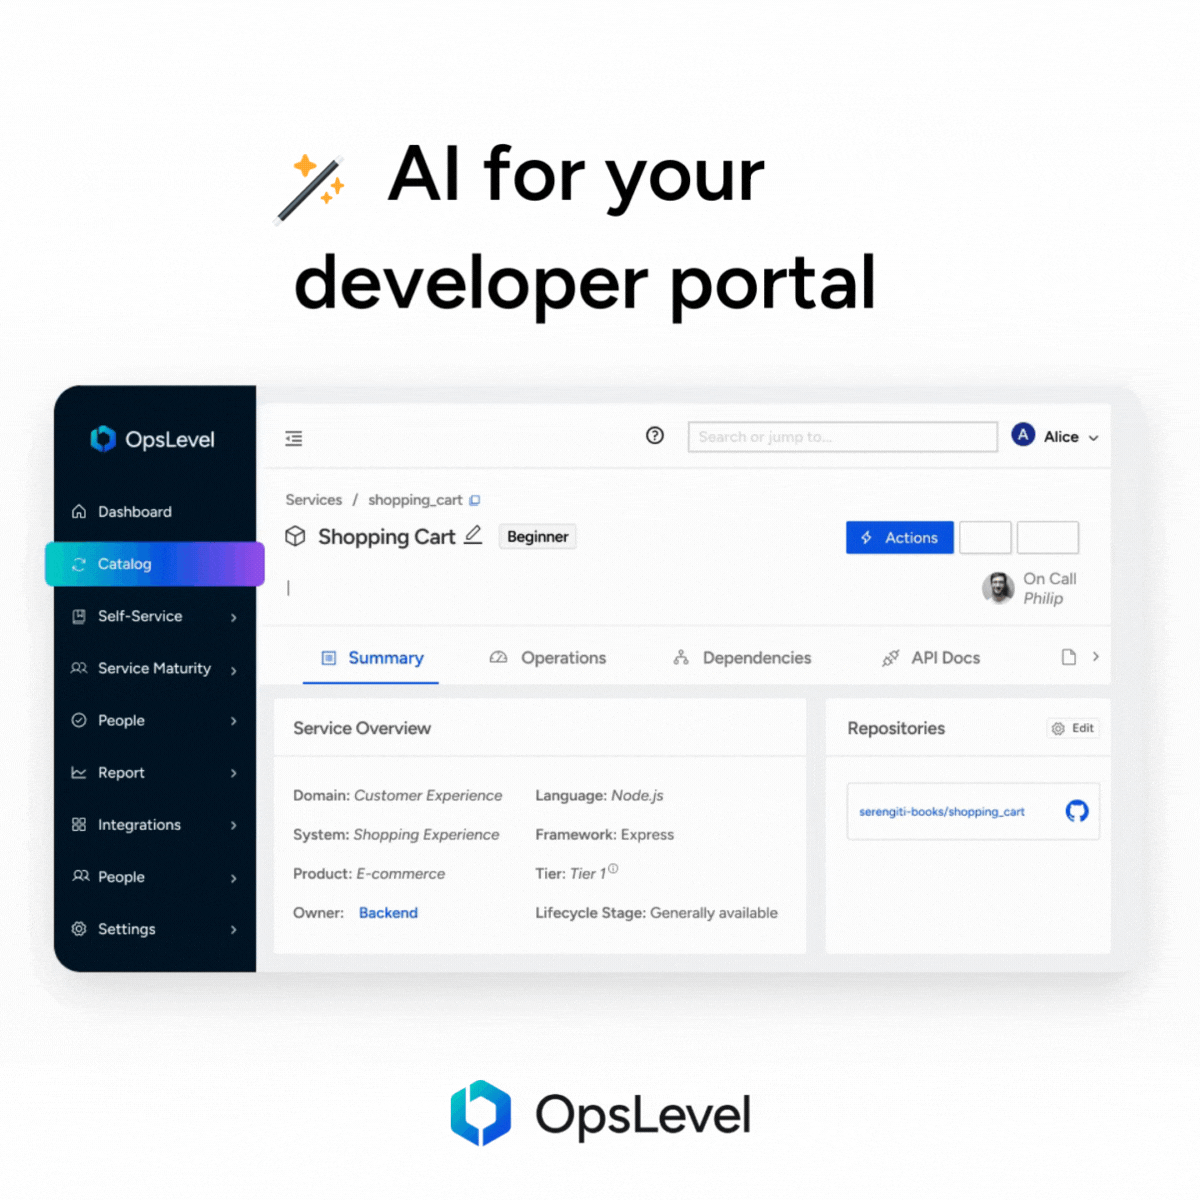 AI for your
developer portal
OpsLevel
Dashboard
Catalog
Self-Service
Service Maturity
People
Report
Integrations
People
Settings
Search or jump to...
A
Alice
Services / shopping_cart
Shopping Cart
Beginner
Actions
On Call
Philip
Summary
Operations
Dependencies
API Docs
Service Overview
Domain: Customer Experience
System: Shopping Experience
Product: E-commerce
Owner: Backend
Language: Node.js
Framework: Express
Tier: Tier 1
Lifecycle Stage: Generally available
Repositories
Edit
serengiti-books/shopping_cart
OpsLevel